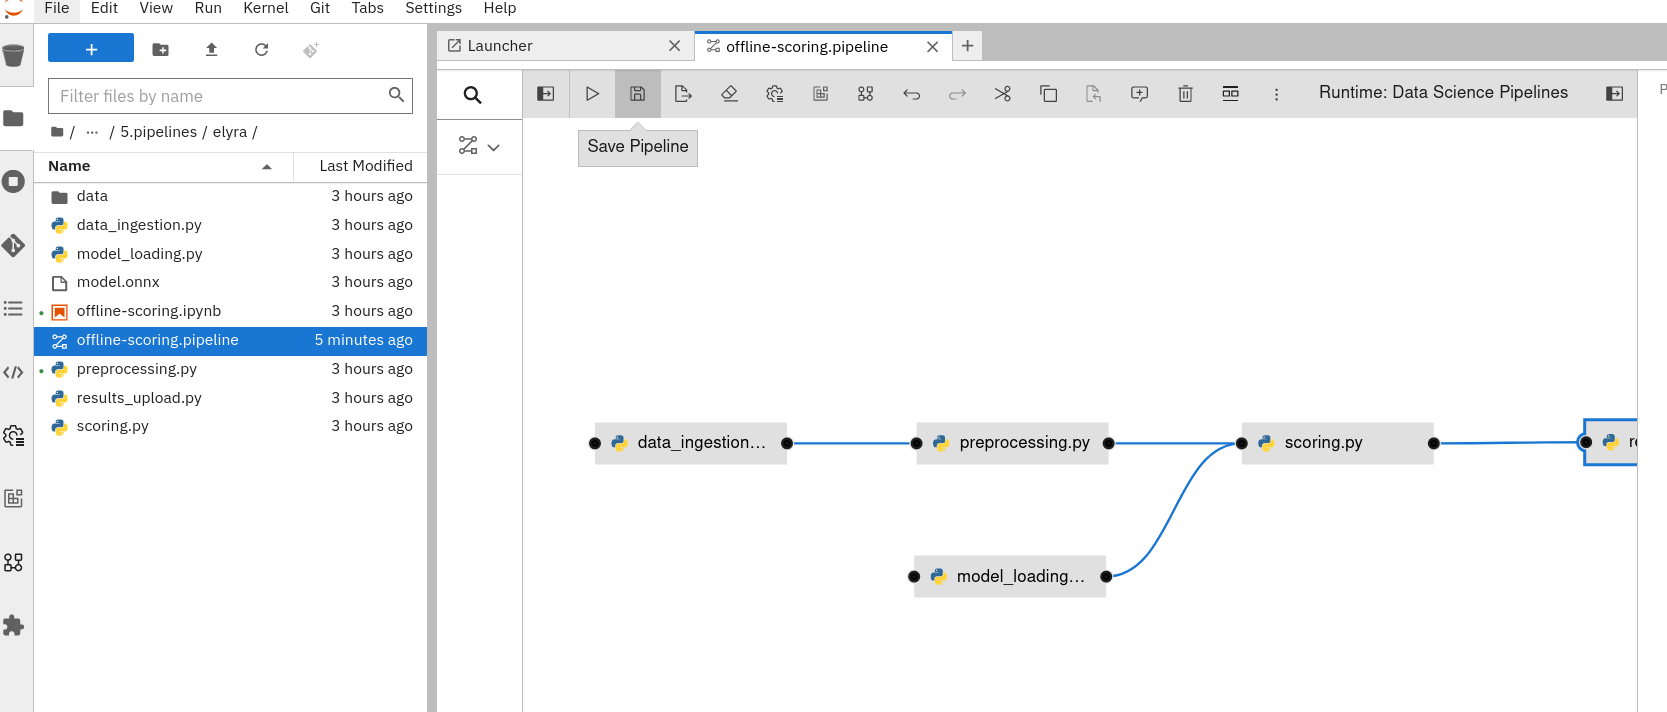 File Edit View Run Kernel Git Tabs Settings Help
+
Filter files by name
/ ... / 5.pipelines / elyra /
Name Last Modified
data 3 hours ago
data_ingestion.py 3 hours ago
model_loading.py 3 hours ago
model.onnx 3 hours ago
offline-scoring.ipynb 3 hours ago
offline-scoring.pipeline 5 minutes ago
preprocessing.py 3 hours ago
results_upload.py 3 hours ago
scoring.py 3 hours ago
Launcher
offline-scoring.pipeline
Runtime: Data Science Pipelines
P
Save Pipeline
data_ingestion...
preprocessing.py
scoring.py
re
model_loading...